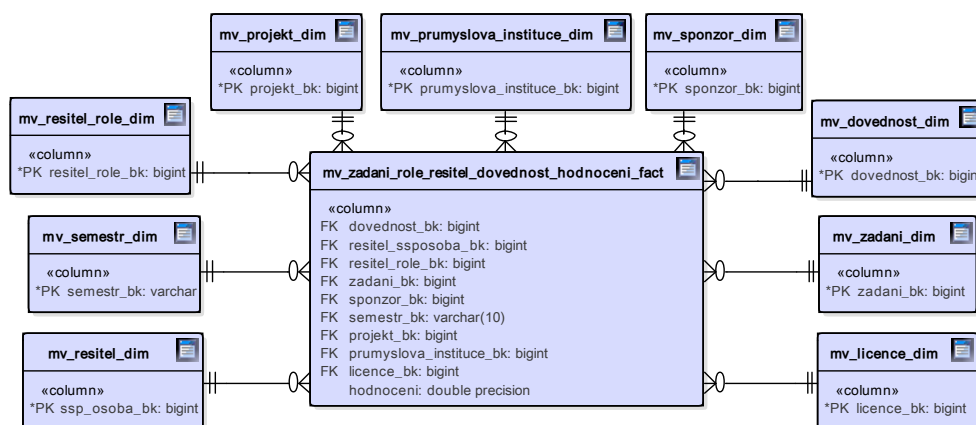 mv_projekt_dim
«column»
*PK projekt_bk: bigint
mv_prumyslova_instituce_dim
«column»
*PK prumyslova_instituce_bk: bigint
mv_sponzor_dim
«column»
*PK sponzor_bk: bigint
mv_resitel_role_dim
«column»
*PK resitel_role_bk: bigint
mv_dovednost_dim
«column»
*PK dovednost_bk: bigint
mv_zadani_role_resitel_dovednost_hodnoceni_fact
«column»
FK dovednost_bk: bigint
FK resitel_ssposoba_bk: bigint
FK resitel_role_bk: bigint
FK zadani_bk: bigint
FK sponzor_bk: bigint
FK semestr_bk: varchar(10)
FK projekt_bk: bigint
FK prumyslova_instituce_bk: bigint
FK licence_bk: bigint
hodnoceni: double precision
mv_semestr_dim
«column»
*PK semestr_bk: varchar
mv_zadani_dim
«column»
*PK zadani_bk: bigint
mv_resitel_dim
«column»
*PK ssp_osoba_bk: bigint
mv_licence_dim
«column»
*PK licence_bk: bigint